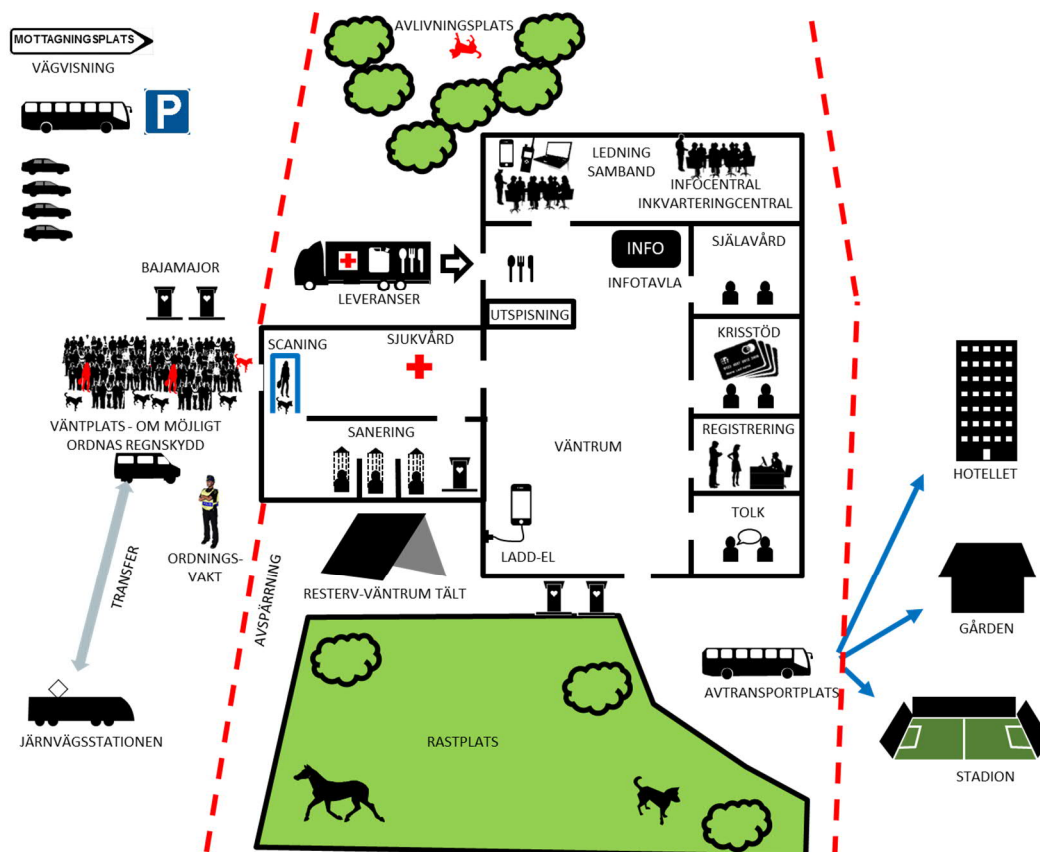 MOTTAGNINGSPLATS
VÄGVISNING
P
AVLIVNINGSPLATS
LEDNING
SAMBAND
INFOCENTRAL
INKVARTERINGCENTRAL
INFO
INFOTAVLA
SJÄLAVÅRD
BAJAMAJOR
LEVERANSER
UTSPISNING
SCANING
SJUKVÅRD
KRISSTÖD
VÄNTPLATS - OM MÖJLIGT
ORDNAS REGNSKYDD
SANERING
VÄNTRUM
REGISTRERING
HOTELLET
TOLK
LADD-EL
ORDNINGS-
VAKT
TRANSFER
AVSPÄRRNING
RESTERV-VÄNTRUM TÄLT
GÅRDEN
AVTRANSPORTPLATS
JÄRNVÄGSSTATIONEN
RASTPLATS
STADION